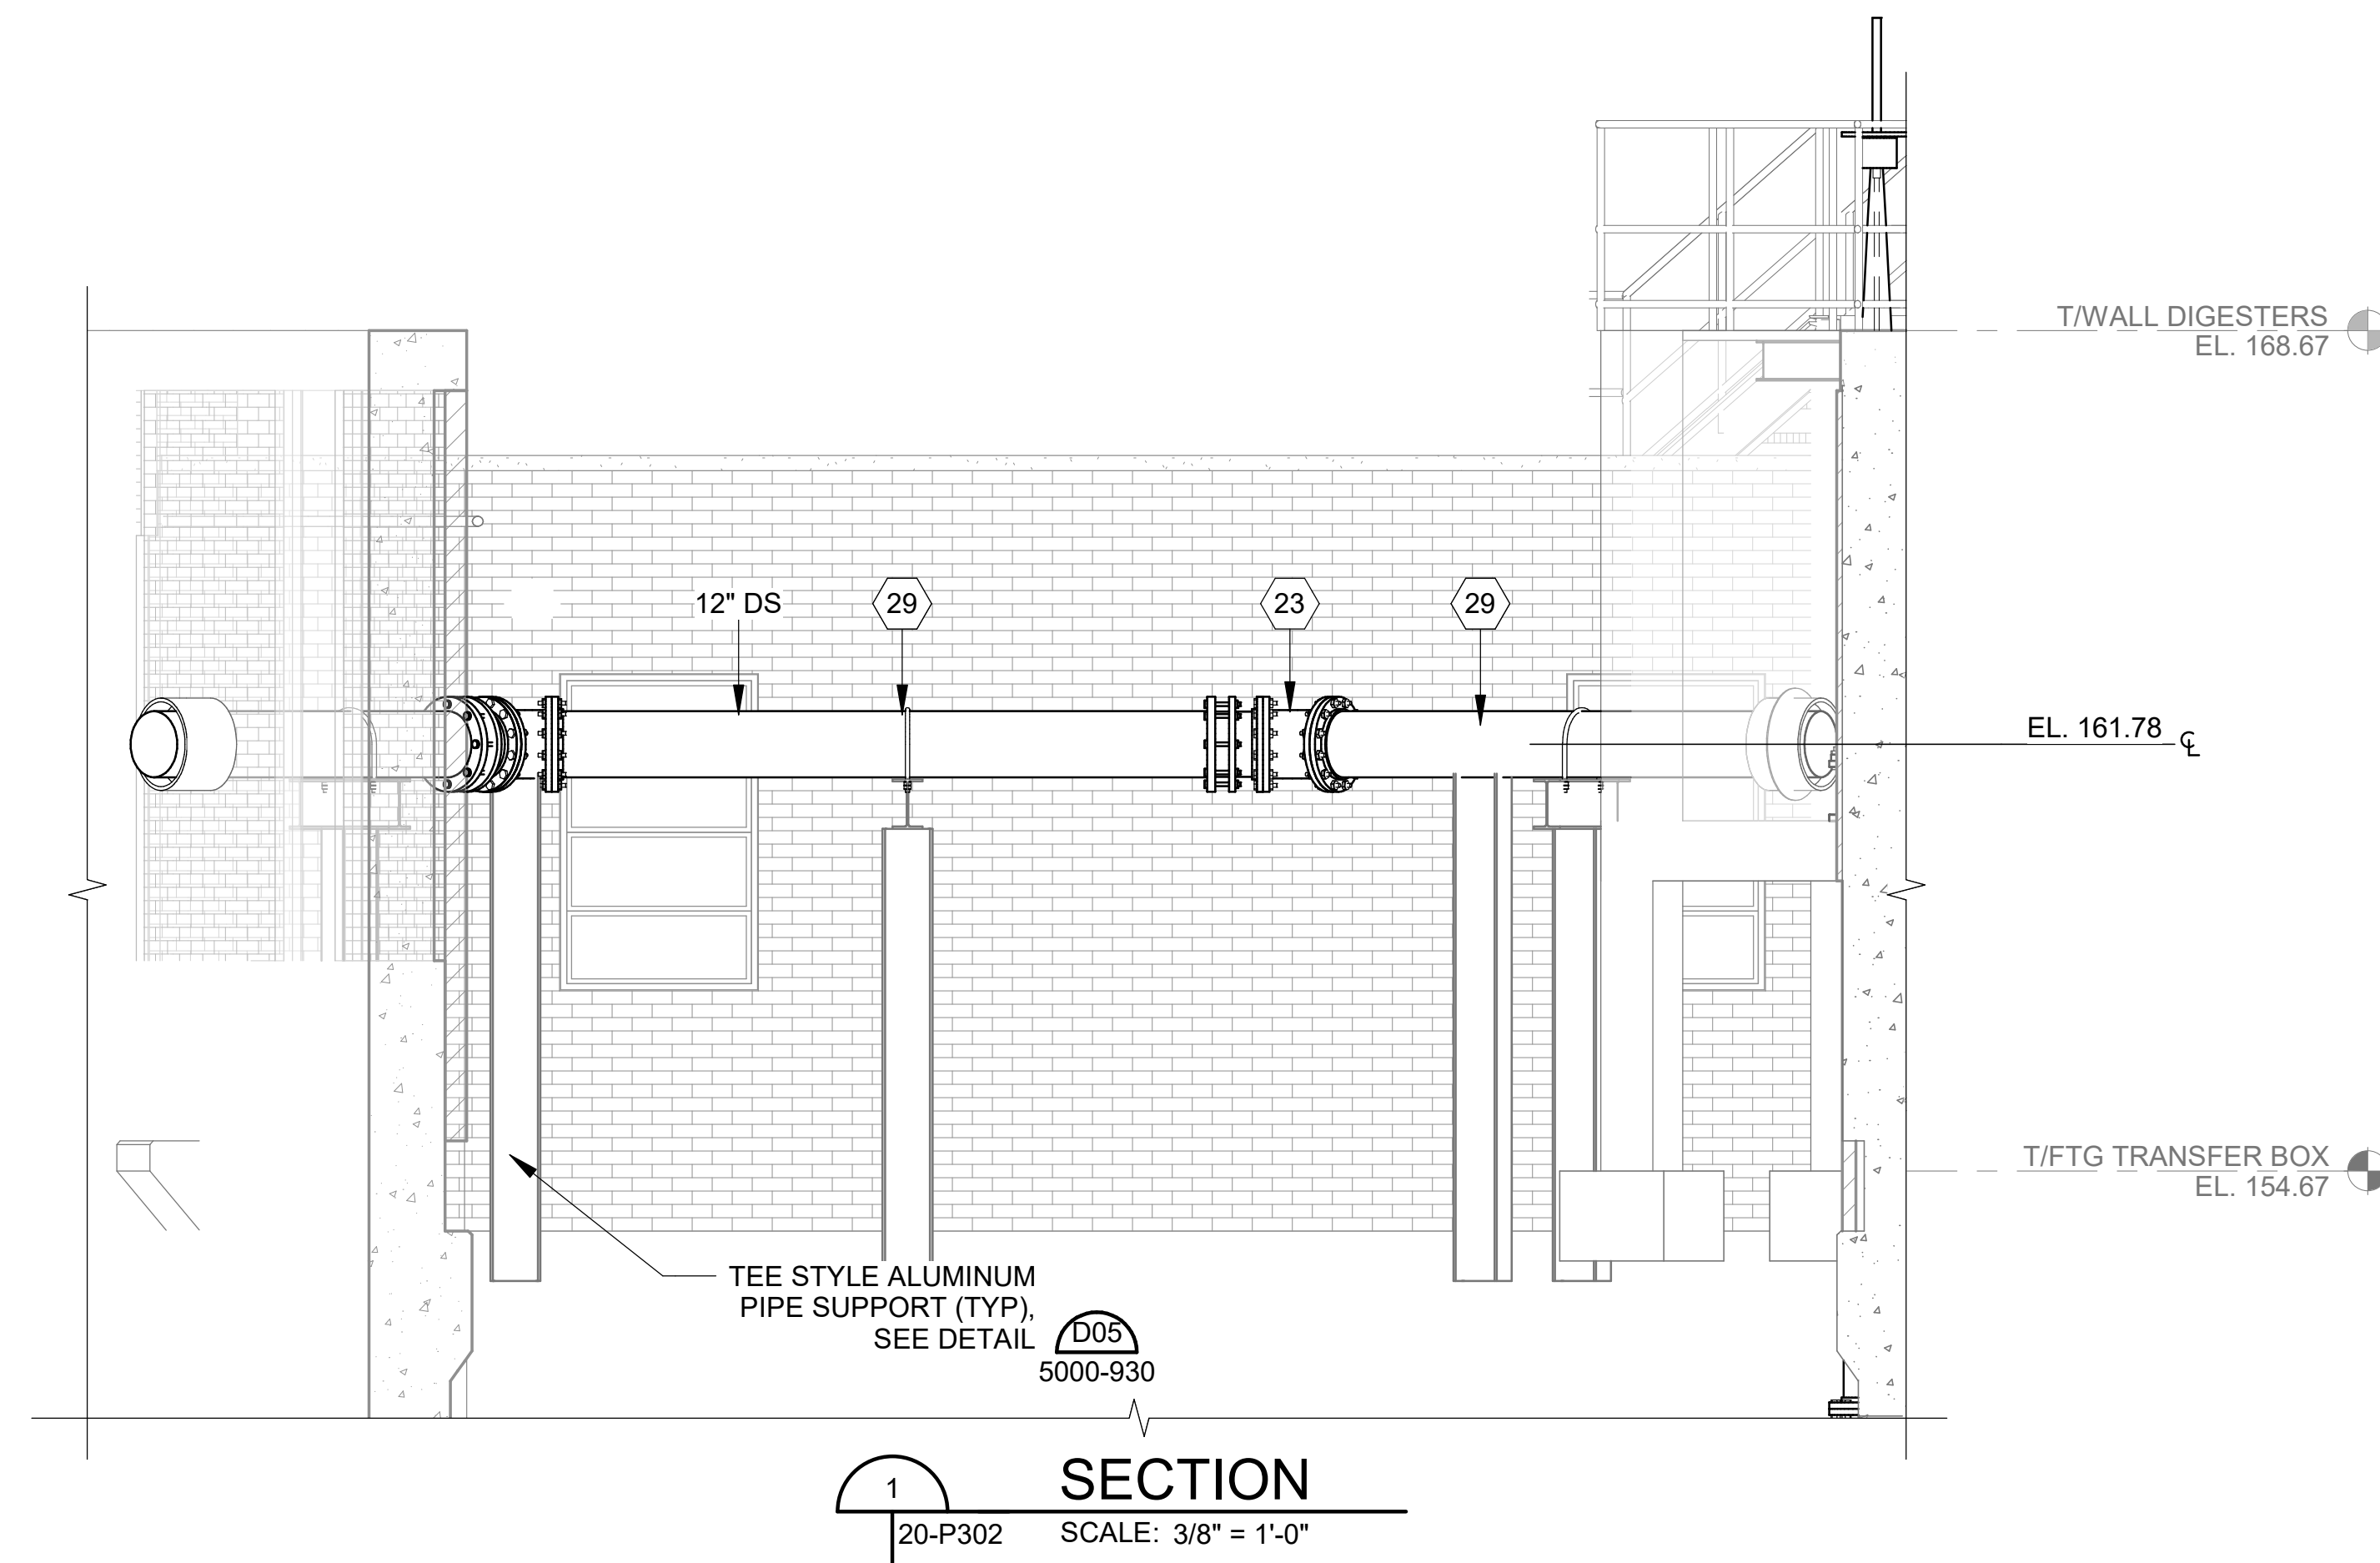 T/WALL DIGESTERS
EL. 168.67
12" DS
29
23
29
EL. 161.78 ℄
T/FTG TRANSFER BOX
EL. 154.67
TEE STYLE ALUMINUM
PIPE SUPPORT (TYP),
SEE DETAIL
D05
5000-930
1
20-P302
SECTION
SCALE: 3/8" = 1'-0"